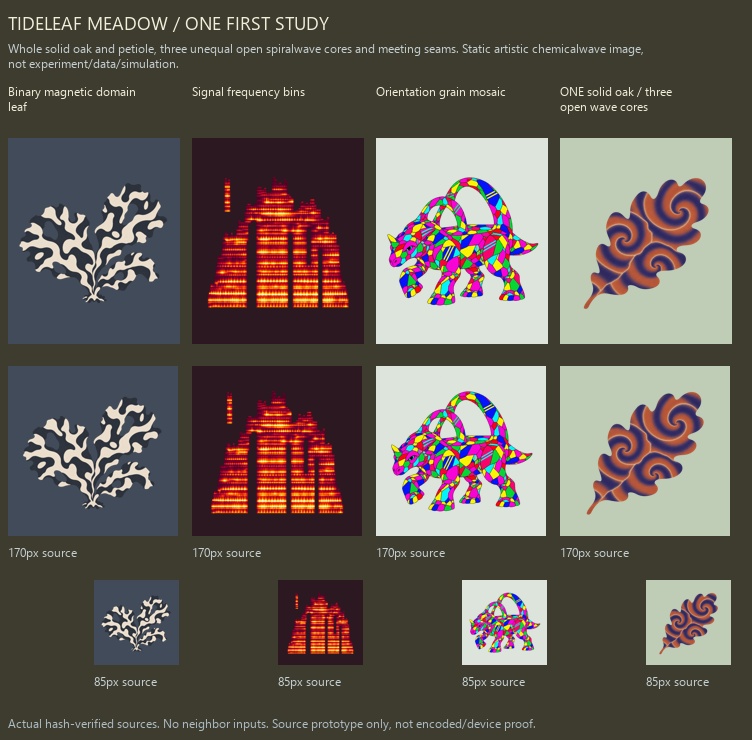 TIDELEAF MEADOW / ONE FIRST STUDY
Whole solid oak and petiole, three unequal open spiralwave cores and meeting seams. Static artistic chemicalwave image,
not experiment/data/simulation.
Binary magnetic domain
leaf
Signal frequency bins
Orientation grain mosaic
ONE solid oak / three
open wave cores
170px source
170px source
170px source
170px source
85px source
85px source
85px source
85px source
Actual hash-verified sources. No neighbor inputs. Source prototype only, not encoded/device proof.